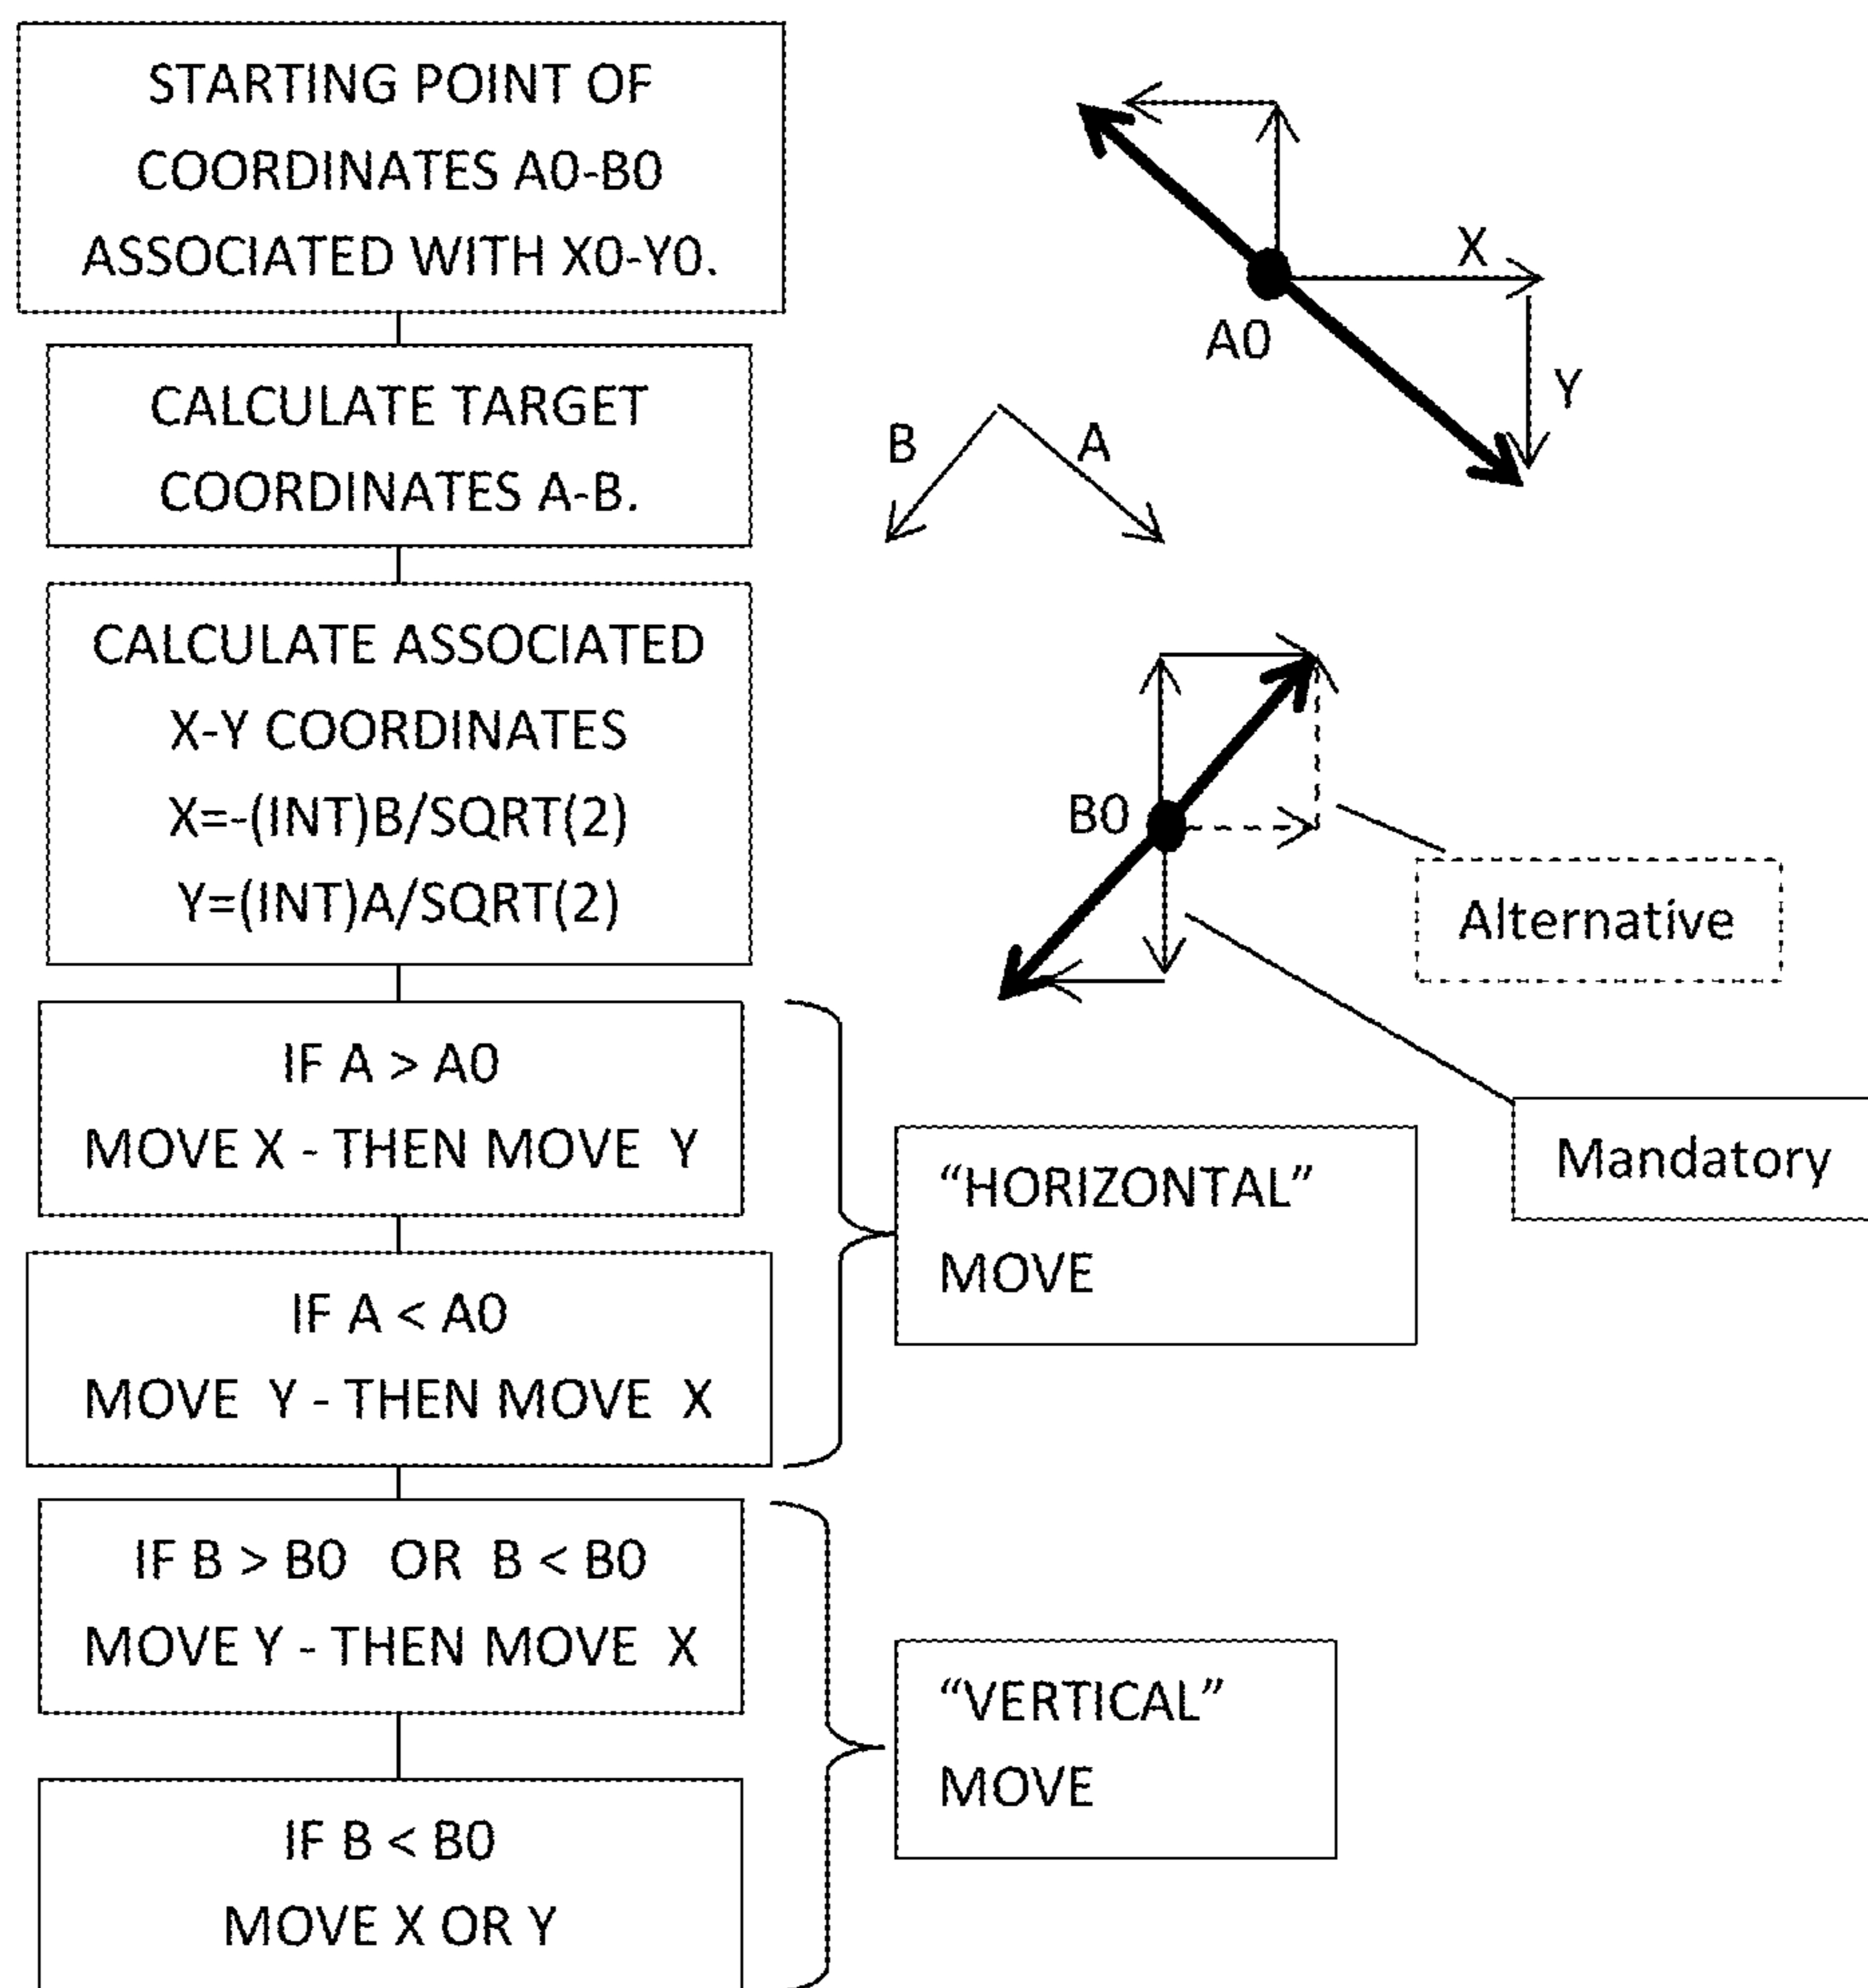 STARTING POINT OF
COORDINATES A0-B0
ASSOCIATED WITH X0-Y0.
CALCULATE TARGET
COORDINATES A-B.
CALCULATE ASSOCIATED
X-Y COORDINATES
X=-(INT)B/SQRT(2)
Y=(INT)A/SQRT(2)
IF A > A0
MOVE X - THEN MOVE Y
IF A < A0
MOVE Y - THEN MOVE X
IF B > B0 OR B < B0
MOVE Y - THEN MOVE X
IF B < B0
MOVE X OR Y
X
A0
Y
B
A
B0
Alternative
Mandatory
“HORIZONTAL”
MOVE
“VERTICAL”
MOVE